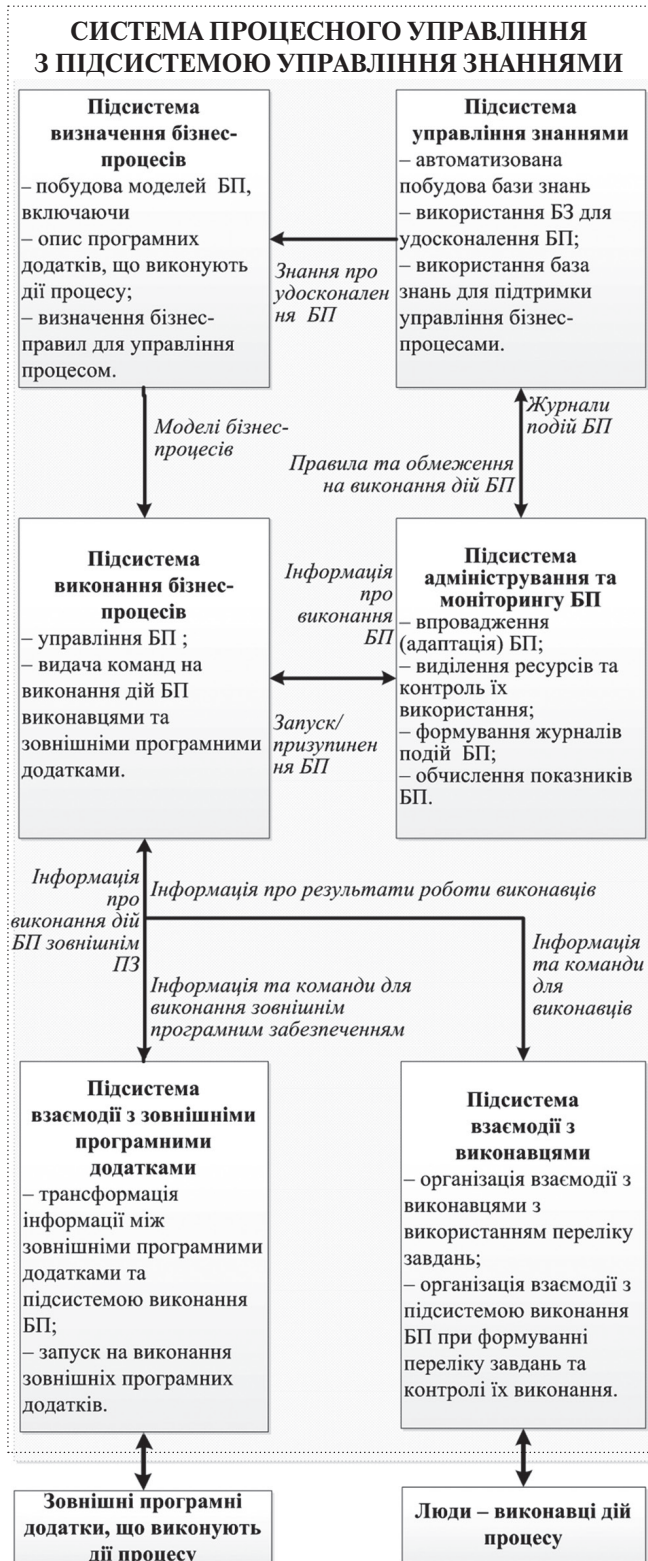 СИСТЕМА ПРОЦЕСНОГО УПРАВЛІННЯ
З ПІДСИСТЕМОЮ УПРАВЛІННЯ ЗНАННЯМИ
Підсистема
визначення бізнес-
процесів
– побудова моделей БП,
включаючи
– опис програмних
додатків, що виконують
дії процесу;
– визначення бізнес-
правил для управління
процесом.
Знання про
удосконален
ня БП
Підсистема
управління знаннями
– автоматизована
побудова бази знань
– використання БЗ для
удосконалення БП;
– використання база
знань для підтримки
управління бізнес-
процесами.
Моделі бізнес-
процесів
Журнали
подій БП
Правила та обмеження
на виконання дій БП
Підсистема
виконання бізнес-
процесів
– управління БП ;
– видача команд на
виконання дій БП
виконавцями та
зовнішніми програмними
додатками.
Інформація
про
виконання
БП
Запуск/
призупинен
ня БП
Підсистема
адміністрування та
моніторингу БП
– впровадження
(адаптація) БП;
– виділення ресурсів та
контроль їх
використання;
– формування журналів
подій БП;
– обчислення показників
БП.
Інформація
про
виконання дій
БП зовнішнім
ПЗ
Інформація про результати роботи виконавців
Інформація та команди для
виконання зовнішнім
програмним забезпеченням
Інформація
та команди
для
виконавців
Підсистема
взаємодії з зовнішніми
програмними
додатками
– трансформація
інформації між
зовнішніми програмними
додатками та
підсистемою виконання
БП;
– запуск на виконання
зовнішніх програмних
додатків.
Підсистема
взаємодії з
виконавцями
– організація взаємодії з
виконавцями з
використанням переліку
завдань;
– організація взаємодії з
підсистемою виконання
БП при формуванні
переліку завдань та
контролі їх виконання.
Зовнішні програмні
додатки, що виконують
дії процесу
Люди – виконавці дій
процесу